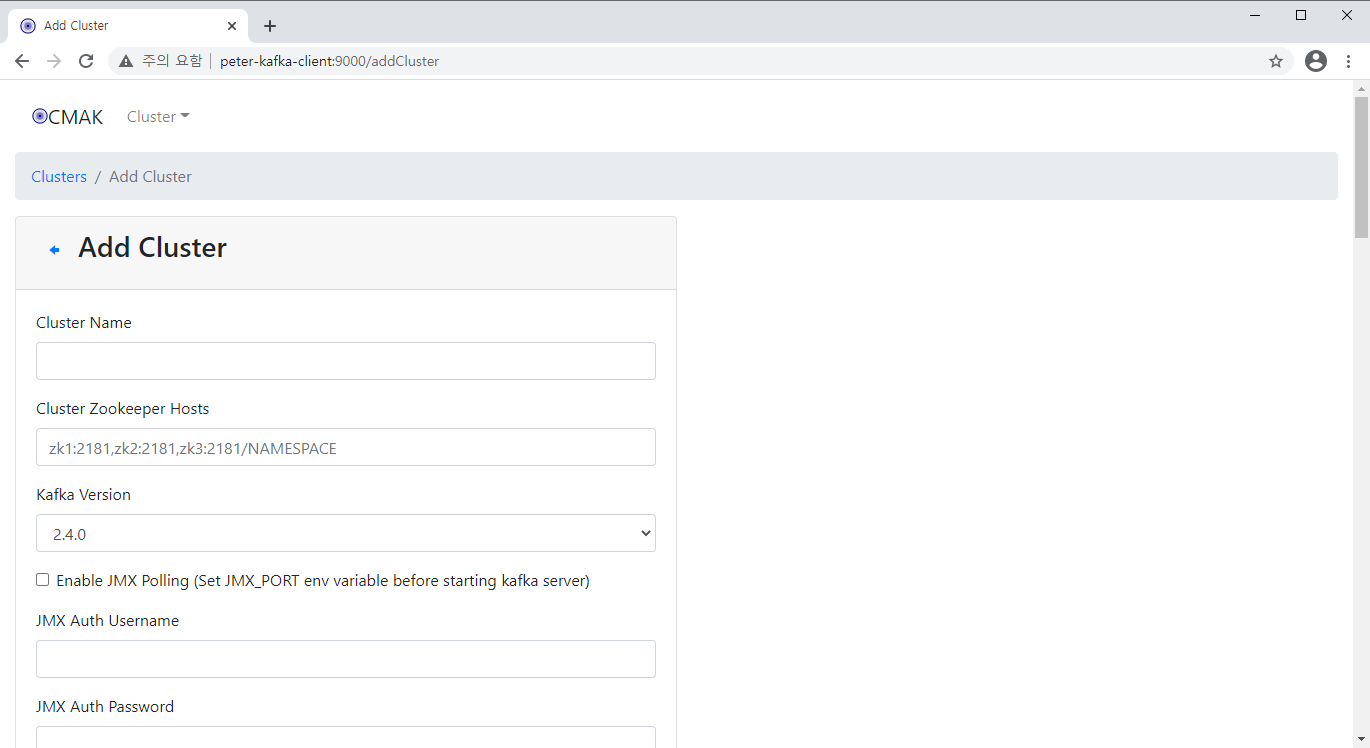 Add Cluster
주의 요함 | peter-kafka-client:9000/addCluster
CMAK Cluster
Clusters / Add Cluster
Add Cluster
Cluster Name
Cluster Zookeeper Hosts
zk1:2181,zk2:2181,zk3:2181/NAMESPACE
Kafka Version
2.4.0
Enable JMX Polling (Set JMX_PORT env variable before starting kafka server)
JMX Auth Username
JMX Auth Password